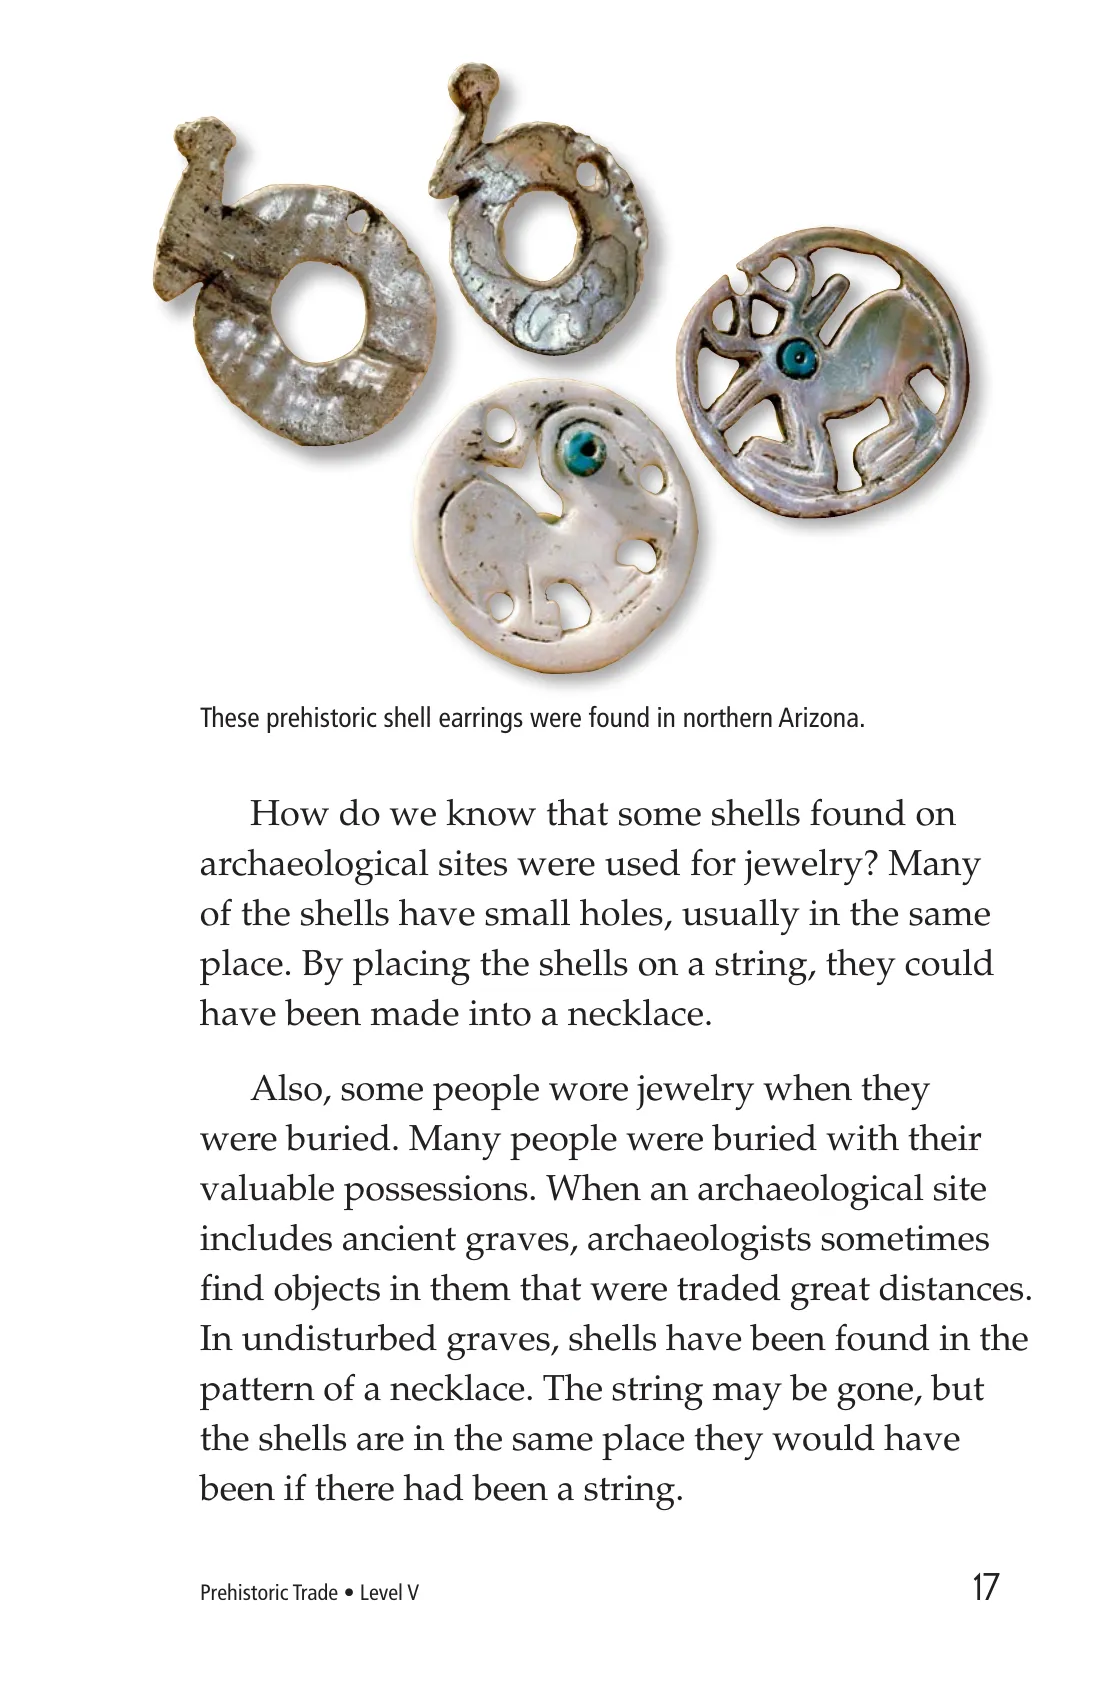 These prehistoric shell earrings were found in northern Arizona.
How do we know that some shells found on
archaeological sites were used for jewelry? Many
of the shells have small holes, usually in the same
place. By placing the shells on a string, they could
have been made into a necklace.
Also, some people wore jewelry when they
were buried. Many people were buried with their
valuable possessions. When an archaeological site
includes ancient graves, archaeologists sometimes
find objects in them that were traded great distances.
In undisturbed graves, shells have been found in the
pattern of a necklace. The string may be gone, but
the shells are in the same place they would have
been if there had been a string.
Prehistoric Trade • Level V
17